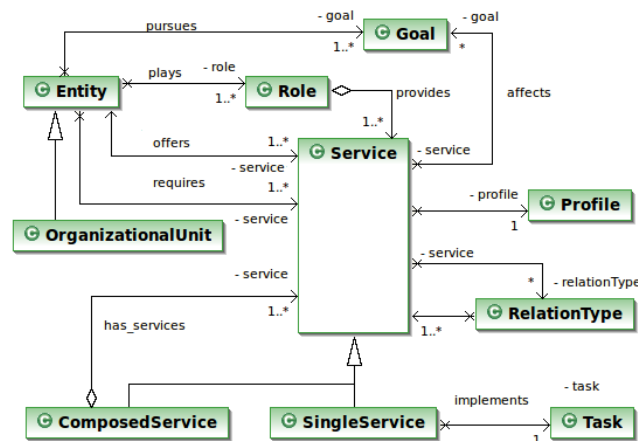 - goal
- goal
pursues
C Goal
1..*
*
plays
- role
C Entity
C Role
1..*
provides
affects
1..*
offers
1..*
C Service
- service
- service
requires
1..*
- profile
- service
C Profile
1
C OrganizationalUnit
- service
- service
* - relationType
1..*
C RelationType
has_services
1..*
implements
- task
C ComposedService
C SingleService
C Task
1